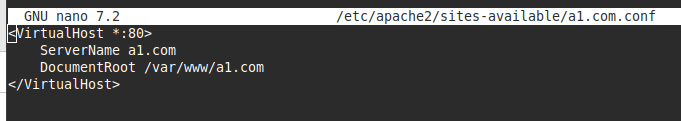 GNU nano 7.2 /etc/apache2/sites-available/a1.com.conf
<VirtualHost *:80>
    ServerName a1.com
    DocumentRoot /var/www/a1.com
</VirtualHost>